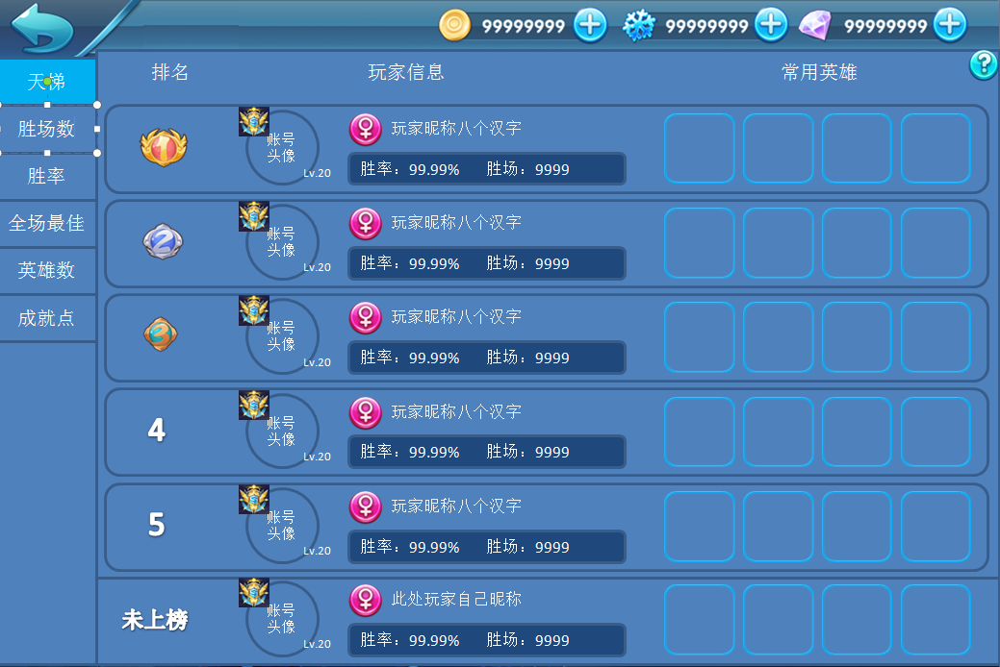 99999999 99999999 99999999
天梯
胜场数
胜率
全场最佳
英雄数
成就点
排名 玩家信息 常用英雄 ?
1
账号
头像
Lv.20
玩家昵称八个汉字
胜率：99.99% 胜场：9999
2
账号
头像
Lv.20
玩家昵称八个汉字
胜率：99.99% 胜场：9999
3
账号
头像
Lv.20
玩家昵称八个汉字
胜率：99.99% 胜场：9999
4
账号
头像
Lv.20
玩家昵称八个汉字
胜率：99.99% 胜场：9999
5
账号
头像
Lv.20
玩家昵称八个汉字
胜率：99.99% 胜场：9999
未上榜
账号
头像
Lv.20
此处玩家自己昵称
胜率：99.99% 胜场：9999